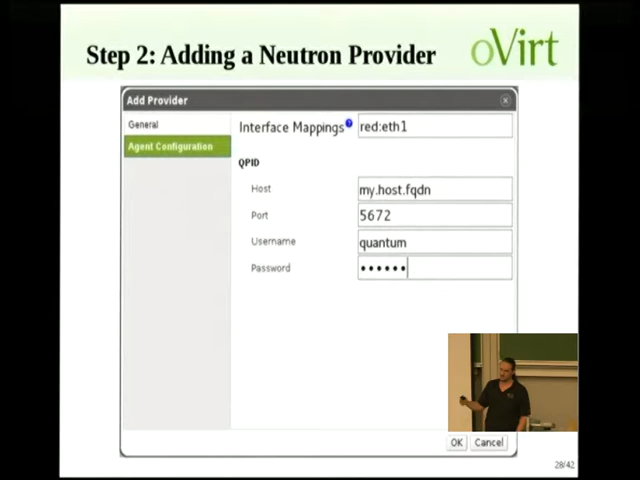 Step 2: Adding a Neutron Provider
oVirt
Add Provider
General
Agent Configuration
Interface Mappings
red:eth1
QPID
Host
my.host.fqdn
Port
5672
Username
quantum
Password
••••••
OK
Cancel
28/42